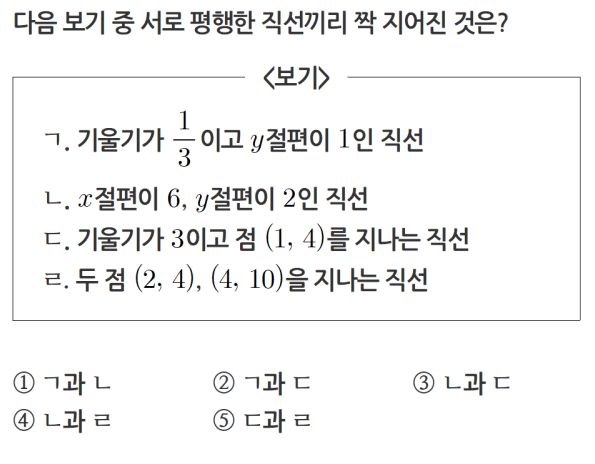 다음 보기 중 서로 평행한 직선끼리 짝 지어진 것은?
<보기>
ㄱ. 기울기가 1/3이고 y절편이 1인 직선
ㄴ. x절편이 6, y절편이 2인 직선
ㄷ. 기울기가 3이고 점 (1, 4)를 지나는 직선
ㄹ. 두 점 (2, 4), (4, 10)을 지나는 직선
① ㄱ과 ㄴ ② ㄱ과 ㄷ ③ ㄴ과 ㄷ
④ ㄴ과 ㄹ ⑤ ㄷ과 ㄹ